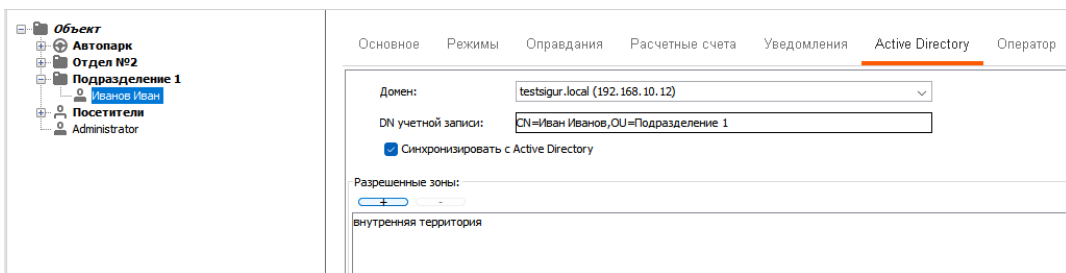 Объект
Автопарк
Отдел №2
Подразделение 1
Иванов Иван
Посетители
Administrator
Основное Режимы Оправдания Расчетные счета Уведомления Active Directory Оператор
Домен: testsigur.local (192.168.10.12)
DN учетной записи: CN=Иван Иванов,OU=Подразделение 1
Синхронизировать с Active Directory
Разрешенные зоны:
+ -
внутренняя территория